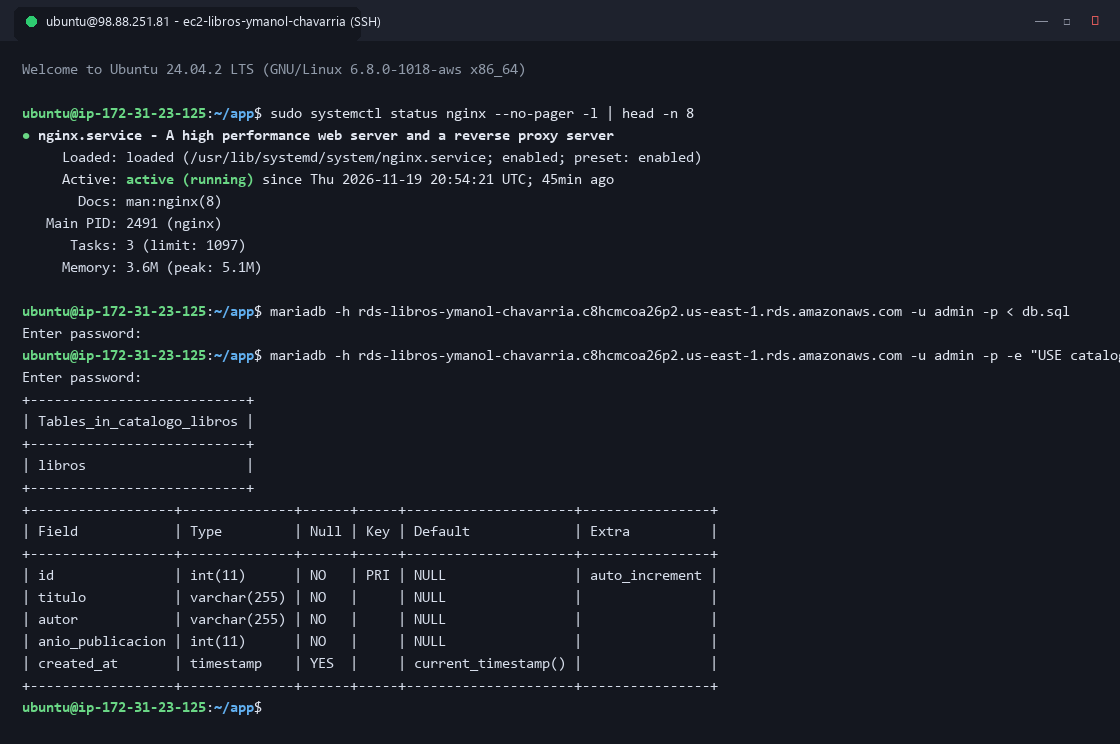 ubuntu@98.88.251.81 - ec2-libros-ymanol-chavarria (SSH)
Welcome to Ubuntu 24.04.2 LTS (GNU/Linux 6.8.0-1018-aws x86_64)
ubuntu@ip-172-31-23-125:~/app$ sudo systemctl status nginx --no-pager -l | head -n 8
● nginx.service - A high performance web server and a reverse proxy server
     Loaded: loaded (/usr/lib/systemd/system/nginx.service; enabled; preset: enabled)
     Active: active (running) since Thu 2026-11-19 20:54:21 UTC; 45min ago
       Docs: man:nginx(8)
   Main PID: 2491 (nginx)
      Tasks: 3 (limit: 1097)
     Memory: 3.6M (peak: 5.1M)
ubuntu@ip-172-31-23-125:~/app$ mariadb -h rds-libros-ymanol-chavarria.c8hcmcoa26p2.us-east-1.rds.amazonaws.com -u admin -p < db.sql
Enter password:
ubuntu@ip-172-31-23-125:~/app$ mariadb -h rds-libros-ymanol-chavarria.c8hcmcoa26p2.us-east-1.rds.amazonaws.com -u admin -p -e "USE catalog
Enter password:
+---------------------------+
| Tables_in_catalogo_libros |
+---------------------------+
| libros                    |
+---------------------------+
+------------------+--------------+------+-----+---------------------+----------------+
| Field            | Type         | Null | Key | Default             | Extra          |
+------------------+--------------+------+-----+---------------------+----------------+
| id               | int(11)      | NO   | PRI | NULL                | auto_increment |
| titulo           | varchar(255) | NO   |     | NULL                |                |
| autor            | varchar(255) | NO   |     | NULL                |                |
| anio_publicacion | int(11)      | NO   |     | NULL                |                |
| created_at       | timestamp    | YES  |     | current_timestamp() |                |
+------------------+--------------+------+-----+---------------------+----------------+
ubuntu@ip-172-31-23-125:~/app$